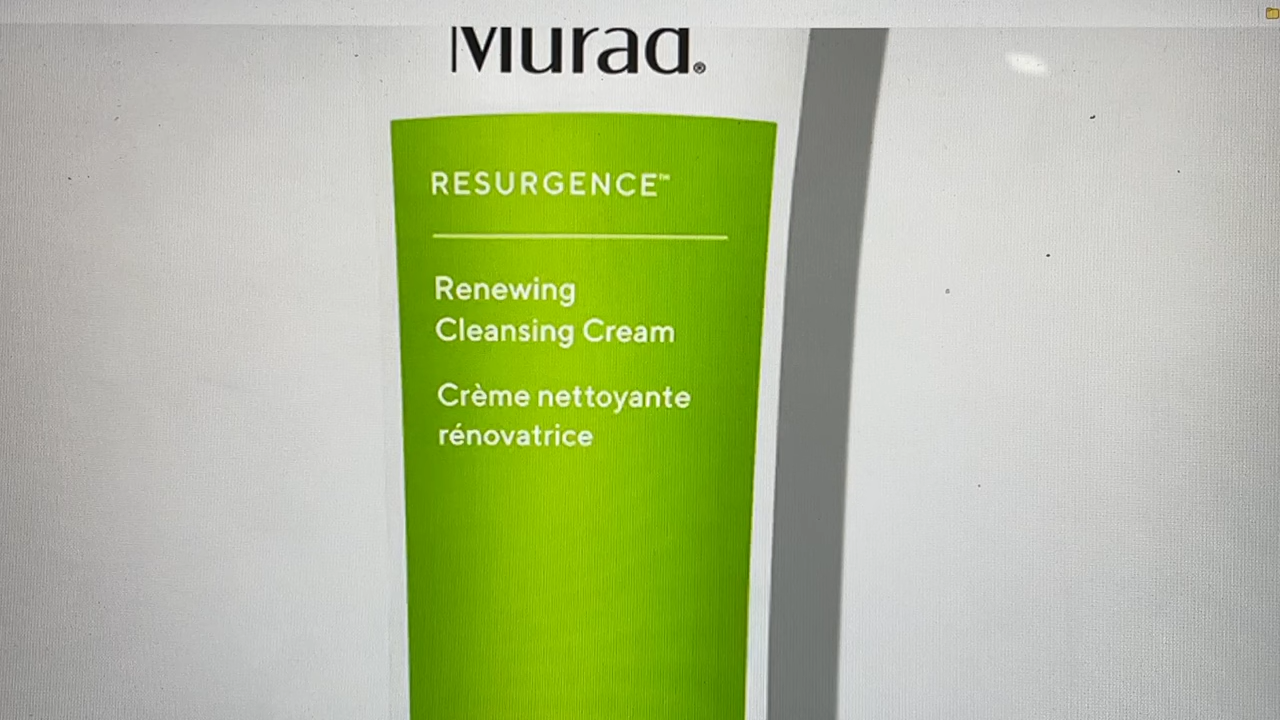 Murad®
RESURGENCE™
Renewing
Cleansing Cream
Crème nettoyante
rénovatrice